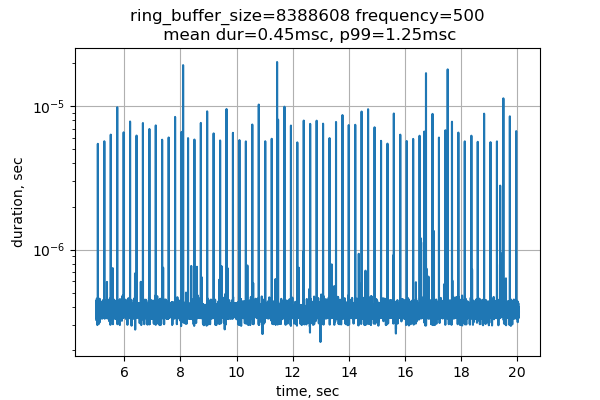 ring_buffer_size=8388608 frequency=500
mean dur=0.45msc, p99=1.25msc
10⁻⁵
10⁻⁶
duration, sec
6 8 10 12 14 16 18 20
time, sec